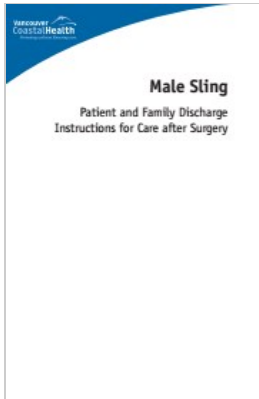 Vancouver
CoastalHealth
Male Sling
Patient and Family Discharge
Instructions for Care after Surgery